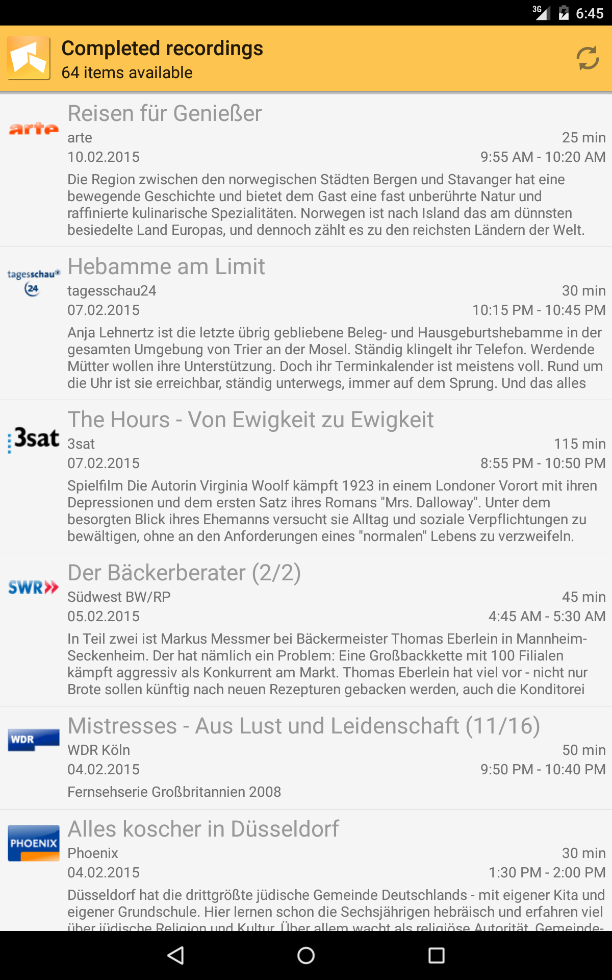 3G 6:45
Completed recordings
64 items available
arte
Reisen für Genießer
arte 25 min
10.02.2015 9:55 AM - 10:20 AM
Die Region zwischen den norwegischen Städten Bergen und Stavanger hat eine
bewegende Geschichte und bietet dem Gast eine fast unberührte Natur und
raffinierte kulinarische Spezialitäten. Norwegen ist nach Island das am dünnsten
besiedelte Land Europas, und dennoch zählt es zu den reichsten Ländern der Welt.
tagesschau 24
Hebamme am Limit
tagesschau24 30 min
07.02.2015 10:15 PM - 10:45 PM
Anja Lehnertz ist die letzte übrig gebliebene Beleg- und Hausgeburtshebamme in der
gesamten Umgebung von Trier an der Mosel. Ständig klingelt ihr Telefon. Werdende
Mütter wollen ihre Unterstützung. Doch ihr Terminkalender ist meistens voll. Rund um
die Uhr ist sie erreichbar, ständig unterwegs, immer auf dem Sprung. Und das alles
3sat
The Hours - Von Ewigkeit zu Ewigkeit
3sat 115 min
07.02.2015 8:55 PM - 10:50 PM
Spielfilm Die Autorin Virginia Woolf kämpft 1923 in einem Londoner Vorort mit ihren
Depressionen und dem ersten Satz ihres Romans "Mrs. Dalloway". Unter dem
besorgten Blick ihres Ehemanns versucht sie Alltag und soziale Verpflichtungen zu
bewältigen, ohne an den Anforderungen eines "normalen" Lebens zu verzweifeln.
SWR
Der Bäckerberater (2/2)
Südwest BW/RP 45 min
05.02.2015 4:45 AM - 5:30 AM
In Teil zwei ist Markus Messmer bei Bäckermeister Thomas Eberlein in Mannheim-
Seckenheim. Der hat nämlich ein Problem: Eine Großbackkette mit 100 Filialen
kämpft aggressiv als Konkurrent am Markt. Thomas Eberlein hat viel vor - nicht nur
Brote sollen künftig nach neuen Rezepturen gebacken werden, auch die Konditorei
WDR
Mistresses - Aus Lust und Leidenschaft (11/16)
WDR Köln 50 min
04.02.2015 9:50 PM - 10:40 PM
Fernsehserie Großbritannien 2008
PHOENIX
Alles koscher in Düsseldorf
Phoenix 30 min
04.02.2015 1:30 PM - 2:00 PM
Düsseldorf hat die drittgrößte jüdische Gemeinde Deutschlands - mit eigener Kita und
eigener Grundschule. Hier lernen schon die Sechsjährigen hebräisch und erfahren viel
über jüdische Religion und Kultur. Über allem wacht als religiöse Autorität, Gemeinde-